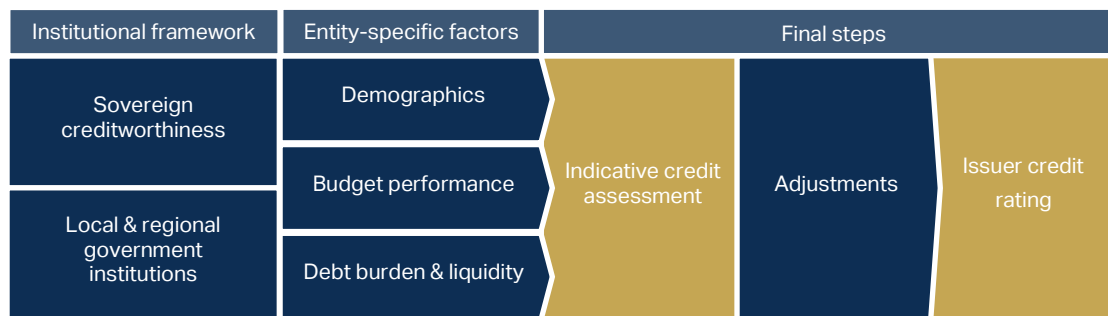 Institutional framework
Entity-specific factors
Final steps
Sovereign
creditworthiness
Local & regional
government
institutions
Demographics
Budget performance
Debt burden & liquidity
Indicative credit
assessment
Adjustments
Issuer credit
rating